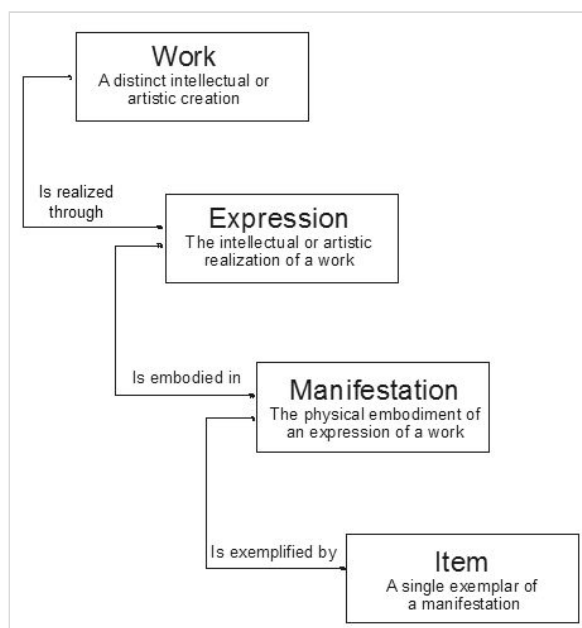 Work
A distinct intellectual or
artistic creation
Is realized
through
Expression
The intellectual or artistic
realization of a work
Is embodied in
Manifestation
The physical embodiment of
an expression of a work
Is exemplified by
Item
A single exemplar of
a manifestation